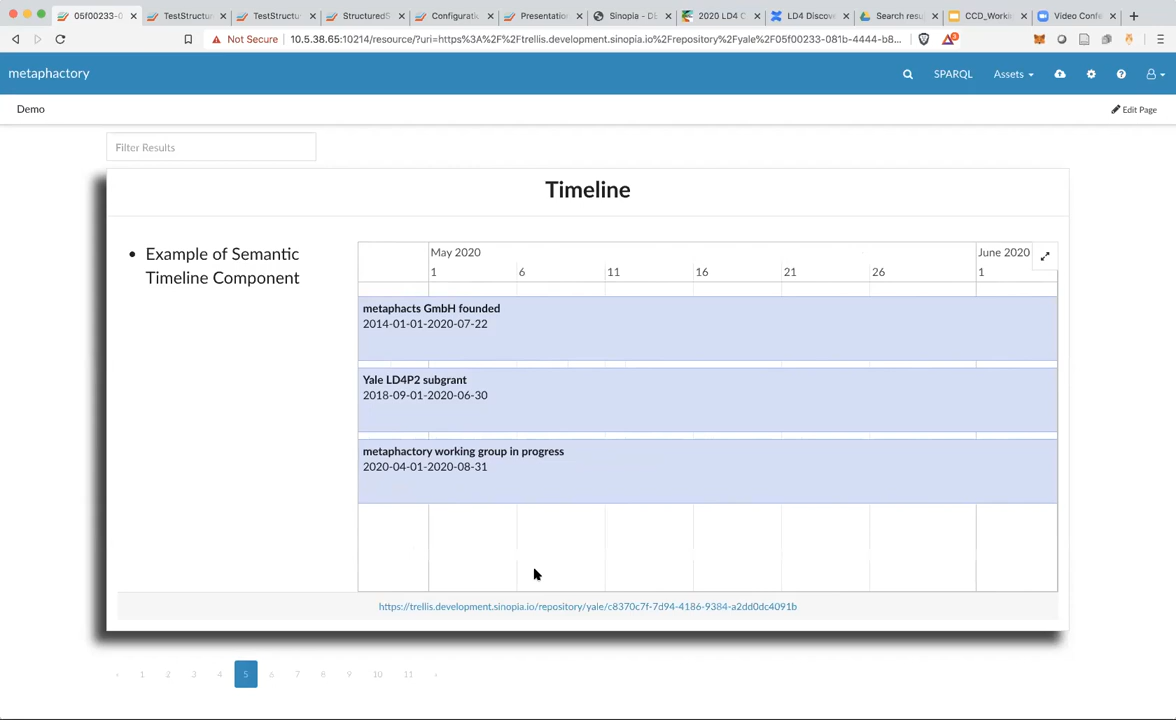 05f00233-0
TestStructur
TestStructur
StructuredS
Configuratio
Presentation
Sinopia - DE
2020 LD4 C
LD4 Discov
Search resu
CCD_Worki
Video Confe
Not Secure
10.5.38.65:10214/resource/?uri=https%3A%2F%2Ftrellis.development.sinopia.io%2Frepository%2Fyale%2F05f00233-081b-4444-b8...
metaphactory
SPARQL
Assets
Demo
Edit Page
Filter Results
Timeline
• Example of Semantic
Timeline Component
May 2020
June 2020
1
6
11
16
21
26
1
metaphacts GmbH founded
2014-01-01-2020-07-22
Yale LD4P2 subgrant
2018-09-01-2020-06-30
metaphactory working group in progress
2020-04-01-2020-08-31
https://trellis.development.sinopia.io/repository/yale/c8370c7f-7d94-4186-9384-a2dd0dc4091b
‹ 1 2 3 4 5 6 7 8 9 10 11 ›